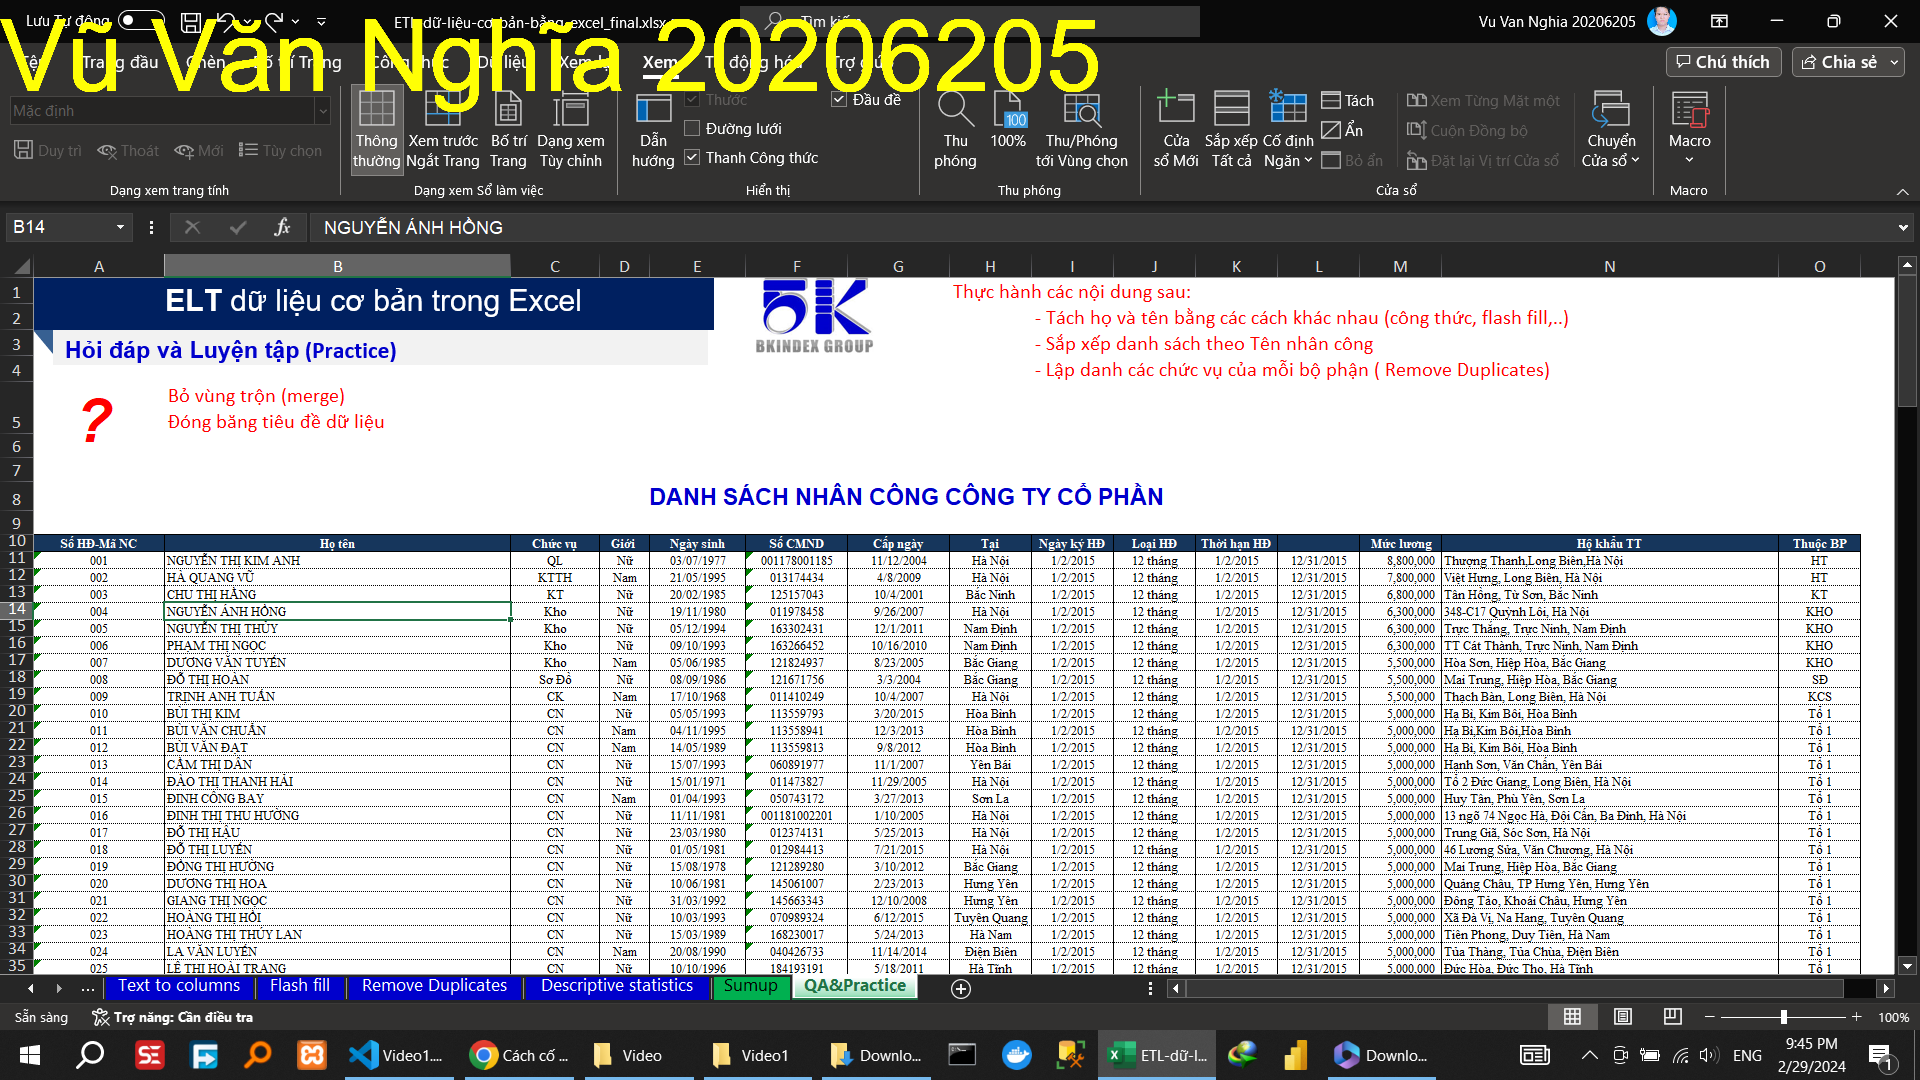 Vũ Văn Nghĩa 20206205
Lưu Tự động
ETL-dữ-liệu-cơ-bản-bằng-excel_final.xlsx
Tìm kiếm
Vu Van Nghia 20206205
Trang đầu
Xem
Tự động hóa
Chú thích
Chia sẻ
Mặc định
Duy trì Thoát Mới Tùy chọn
Dạng xem trang tính
Thông thường
Xem trước Ngắt Trang
Bố trí Trang
Dạng xem Tùy chỉnh
Dạng xem Sổ làm việc
Dẫn hướng
Thước
Đầu đề
Đường lưới
Thanh Công thức
Hiển thị
Thu phóng
100
100%
Thu/Phóng tới Vùng chọn
Thu phóng
Cửa sổ Mới
Sắp xếp Tất cả
Cố định Ngăn
Tách
Ẩn
Bỏ ẩn
Xem Từng Mặt một
Cuộn Đồng bộ
Đặt lại Vị trí Cửa sổ
Chuyển Cửa sổ
Cửa sổ
Macro
Macro
B14
fx
NGUYỄN ÁNH HỒNG
A B C D E F G H I J K L M N O
1 ELT dữ liệu cơ bản trong Excel
2
3 Hỏi đáp và Luyện tập (Practice)
4
5K
BKINDEX GROUP
Thực hành các nội dung sau:
- Tách họ và tên bằng các cách khác nhau (công thức, flash fill,..)
- Sắp xếp danh sách theo Tên nhân công
- Lập danh các chức vụ của mỗi bộ phận ( Remove Duplicates)
?
Bỏ vùng trộn (merge)
5 Đóng băng tiêu đề dữ liệu
6
7
8 DANH SÁCH NHÂN CÔNG CÔNG TY CỔ PHẦN
9
10 Số HĐ-Mã NC Họ tên Chức vụ Giới Ngày sinh Số CMND Cấp ngày Tại Ngày ký HĐ Loại HĐ Thời hạn HĐ Mức lương Hộ khẩu TT Thuộc BP
11 001 NGUYỄN THỊ KIM ANH QL Nữ 03/07/1977 001178001185 11/12/2004 Hà Nội 1/2/2015 12 tháng 1/2/2015 12/31/2015 8,800,000 Thượng Thanh,Long Biên,Hà Nội HT
12 002 HÀ QUANG VŨ KTTH Nam 21/05/1995 013174434 4/8/2009 Hà Nội 1/2/2015 12 tháng 1/2/2015 12/31/2015 7,800,000 Việt Hưng, Long Biên, Hà Nội HT
13 003 CHU THỊ HẰNG KT Nữ 20/02/1985 125157043 10/4/2001 Bắc Ninh 1/2/2015 12 tháng 1/2/2015 12/31/2015 6,800,000 Tân Hồng, Từ Sơn, Bắc Ninh KT
14 004 NGUYỄN ÁNH HỒNG Kho Nữ 19/11/1980 011978458 9/26/2007 Hà Nội 1/2/2015 12 tháng 1/2/2015 12/31/2015 6,300,000 348-C17 Quỳnh Lôi, Hà Nội KHO
15 005 NGUYỄN THỊ THÚY Kho Nữ 05/12/1994 163302431 12/1/2011 Nam Định 1/2/2015 12 tháng 1/2/2015 12/31/2015 6,300,000 Trực Thắng, Trực Ninh, Nam Định KHO
16 006 PHẠM THỊ NGỌC Kho Nữ 09/10/1993 163266452 10/16/2010 Nam Định 1/2/2015 12 tháng 1/2/2015 12/31/2015 6,300,000 TT Cát Thành, Trực Ninh, Nam Định KHO
17 007 DƯƠNG VĂN TUYỂN Kho Nam 05/06/1985 121824937 8/23/2005 Bắc Giang 1/2/2015 12 tháng 1/2/2015 12/31/2015 5,500,000 Hòa Sơn, Hiệp Hòa, Bắc Giang KHO
18 008 ĐỖ THỊ HOÀN Sơ Đồ Nữ 08/09/1986 121671756 3/3/2004 Bắc Giang 1/2/2015 12 tháng 1/2/2015 12/31/2015 5,500,000 Mai Trung, Hiệp Hòa, Bắc Giang SĐ
19 009 TRỊNH ANH TUẤN CK Nam 17/10/1968 011410249 10/4/2007 Hà Nội 1/2/2015 12 tháng 1/2/2015 12/31/2015 5,500,000 Thạch Bàn, Long Biên, Hà Nội KCS
20 010 BÙI THỊ KIM CN Nữ 05/05/1993 113559793 3/20/2015 Hòa Bình 1/2/2015 12 tháng 1/2/2015 12/31/2015 5,000,000 Hạ Bì, Kim Bôi, Hòa Bình Tổ 1
21 011 BÙI VĂN CHUẨN CN Nam 04/11/1995 113558941 12/3/2013 Hòa Bình 1/2/2015 12 tháng 1/2/2015 12/31/2015 5,000,000 Hạ Bì,Kim Bôi,Hòa Bình Tổ 1
22 012 BÙI VĂN ĐẠT CN Nam 14/05/1989 113559813 9/8/2012 Hòa Bình 1/2/2015 12 tháng 1/2/2015 12/31/2015 5,000,000 Hạ Bì, Kim Bôi, Hòa Bình Tổ 1
23 013 CẦM THỊ DÂN CN Nữ 15/07/1993 060891977 11/1/2007 Yên Bái 1/2/2015 12 tháng 1/2/2015 12/31/2015 5,000,000 Hạnh Sơn, Văn Chấn, Yên Bái Tổ 1
24 014 ĐÀO THỊ THANH HẢI CN Nữ 15/01/1971 011473827 11/29/2005 Hà Nội 1/2/2015 12 tháng 1/2/2015 12/31/2015 5,000,000 Tổ 2 Đức Giang, Long Biên, Hà Nội Tổ 1
25 015 ĐINH CÔNG BAY CN Nam 01/04/1993 050743172 3/27/2013 Sơn La 1/2/2015 12 tháng 1/2/2015 12/31/2015 5,000,000 Huy Tân, Phù Yên, Sơn La Tổ 1
26 016 ĐINH THỊ THU HƯỜNG CN Nữ 11/11/1981 001181002201 1/10/2005 Hà Nội 1/2/2015 12 tháng 1/2/2015 12/31/2015 5,000,000 13 ngõ 74 Ngọc Hà, Đội Cấn, Ba Đình, Hà Nội Tổ 1
27 017 ĐỖ THỊ HẬU CN Nữ 23/03/1980 012374131 5/25/2013 Hà Nội 1/2/2015 12 tháng 1/2/2015 12/31/2015 5,000,000 Trung Giã, Sóc Sơn, Hà Nội Tổ 1
28 018 ĐỖ THỊ LUYẾN CN Nữ 01/05/1981 012984413 7/21/2015 Hà Nội 1/2/2015 12 tháng 1/2/2015 12/31/2015 5,000,000 46 Lương Sửa, Văn Chương, Hà Nội Tổ 1
29 019 ĐỒNG THỊ HƯỜNG CN Nữ 15/08/1978 121289280 3/10/2012 Bắc Giang 1/2/2015 12 tháng 1/2/2015 12/31/2015 5,000,000 Mai Trung, Hiệp Hòa, Bắc Giang Tổ 1
30 020 DƯƠNG THỊ HOA CN Nữ 10/06/1981 145061007 2/23/2013 Hưng Yên 1/2/2015 12 tháng 1/2/2015 12/31/2015 5,000,000 Quảng Châu, TP Hưng Yên, Hưng Yên Tổ 1
31 021 GIANG THỊ NGỌC CN Nữ 31/03/1992 145663343 12/10/2008 Hưng Yên 1/2/2015 12 tháng 1/2/2015 12/31/2015 5,000,000 Đông Tảo, Khoái Châu, Hưng Yên Tổ 1
32 022 HOÀNG THỊ HỒI CN Nữ 10/03/1993 070989324 6/12/2015 Tuyên Quang 1/2/2015 12 tháng 1/2/2015 12/31/2015 5,000,000 Xã Đà Vị, Na Hang, Tuyên Quang Tổ 1
33 023 HOÀNG THỊ THÚY LAN CN Nữ 15/03/1989 168230017 5/24/2013 Hà Nam 1/2/2015 12 tháng 1/2/2015 12/31/2015 5,000,000 Tiên Phong, Duy Tiên, Hà Nam Tổ 1
34 024 LA VĂN LUYẾN CN Nam 20/08/1990 040426733 11/14/2014 Điện Biên 1/2/2015 12 tháng 1/2/2015 12/31/2015 5,000,000 Tủa Thàng, Tủa Chùa, Điện Biên Tổ 1
35 025 LÊ THỊ HOÀI TRANG CN Nữ 10/10/1996 184193191 5/18/2011 Hà Tĩnh 1/2/2015 12 tháng 1/2/2015 12/31/2015 5,000,000 Đức Hòa, Đức Thọ, Hà Tĩnh Tổ 1
... Text to columns Flash fill Remove Duplicates Descriptive statistics Sumup QA&Practice
Sẵn sàng Trợ năng: Cần điều tra 100%
Video1.... Cách cố ... Video Video1 Downlo... ETL-dữ-l... Downlo... ENG
9:45 PM
2/29/2024
1